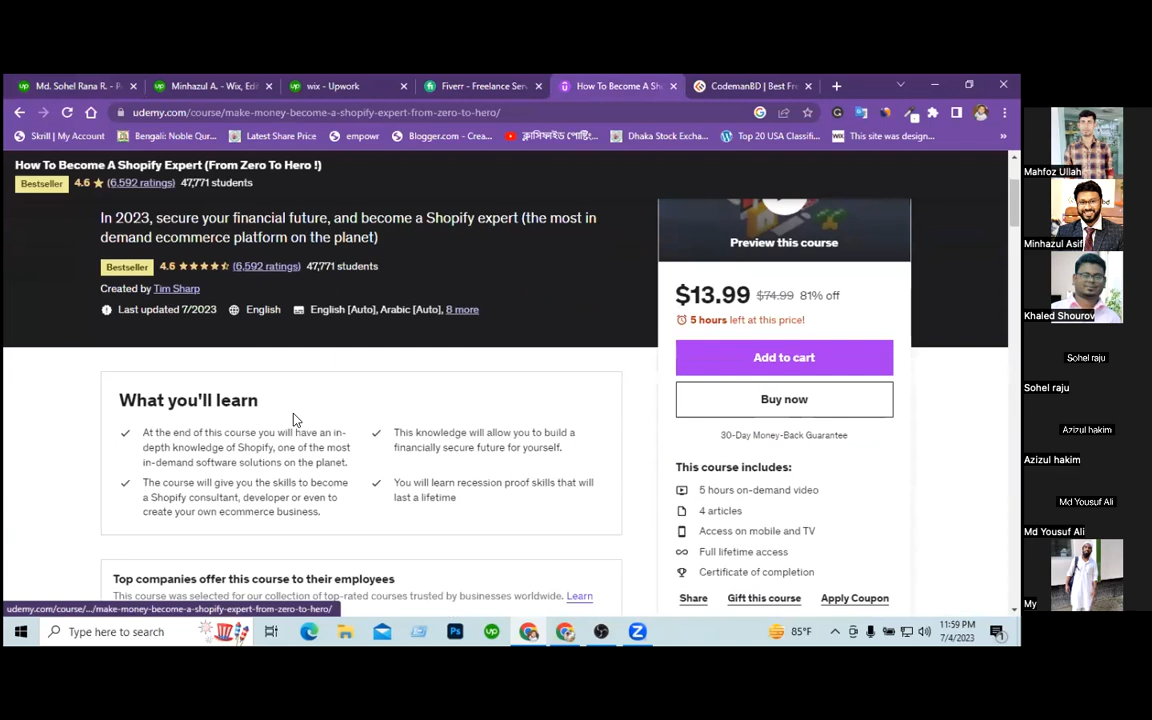 Md. Sohel Rana R. - R
Minhazul A. - Wix, Edi
wix - Upwork
Fiverr - Freelance Serv
How To Become A Sh
CodemanBD | Best Fre
udemy.com/course/make-money-become-a-shopify-expert-from-zero-to-hero/
Skrill | My Account
Bengali: Noble Qur...
Latest Share Price
empowr
Blogger.com - Crea...
ক্লাসিফাইড পোস্টিং...
Dhaka Stock Excha...
Top 20 USA Classifi...
This site was design...
How To Become A Shopify Expert (From Zero To Hero !)
Bestseller 4.6 ★ (6,592 ratings) 47,771 students
In 2023, secure your financial future, and become a Shopify expert (the most in
demand ecommerce platform on the planet)
Bestseller 4.6 (6,592 ratings) 47,771 students
Created by Tim Sharp
Last updated 7/2023 English English [Auto], Arabic [Auto], 8 more
Preview this course
$13.99 $74.99 81% off
5 hours left at this price!
Add to cart
Buy now
30-Day Money-Back Guarantee
This course includes:
5 hours on-demand video
4 articles
Access on mobile and TV
Full lifetime access
Certificate of completion
Share Gift this course Apply Coupon
What you'll learn
At the end of this course you will have an in-
depth knowledge of Shopify, one of the most
in-demand software solutions on the planet.
The course will give you the skills to become
a Shopify consultant, developer or even to
create your own ecommerce business.
This knowledge will allow you to build a
financially secure future for yourself.
You will learn recession proof skills that will
last a lifetime
Top companies offer this course to their employees
This course was selected for our collection of top-rated courses trusted by businesses worldwide. Learn
udemy.com/course/.../make-money-become-a-shopify-expert-from-zero-to-hero/
Type here to search
85°F
11:59 PM
7/4/2023
Mahfoz Ullah
Minhazul Asif
Khaled Shourov
Sohel raju
Sohel raju
Azizul hakim
Azizul hakim
Md Yousuf Ali
Md Yousuf Ali
My